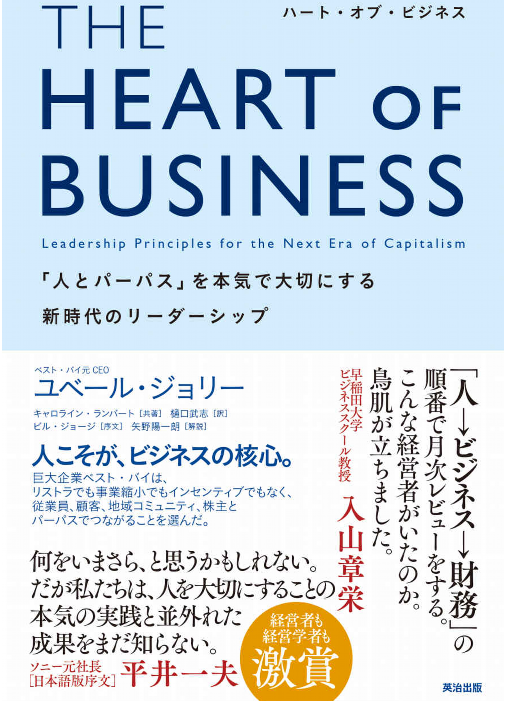 ハート・オブ・ビジネス
THE
HEART OF
BUSINESS
Leadership Principles for the Next Era of Capitalism
「人とパーパス」を本気で大切にする
新時代のリーダーシップ
ベスト・バイ元CEO
ユベール・ジョリー
キャロライン・ランバート［共著］ 樋口武志［訳］
ビル・ジョージ［序文］ 矢野陽一朗［解説］
人こそが、ビジネスの核心。
巨大企業ベスト・バイは、
リストラでも事業縮小でもインセンティブでもなく、
従業員、顧客、地域コミュニティ、株主と
パーパスでつながることを選んだ。
「人→ビジネス→財務」の
順番で月次レビューをする。
こんな経営者がいたのか。
鳥肌が立ちました。
早稲田大学
ビジネススクール教授
入山章栄
何をいまさら、と思うかもしれない。
だが私たちは、人を大切にすることの
本気の実践と並外れた
成果をまだ知らない。
ソニー元社長
［日本語版序文］ 平井一夫
経営者も
経営学者も
激賞
英治出版